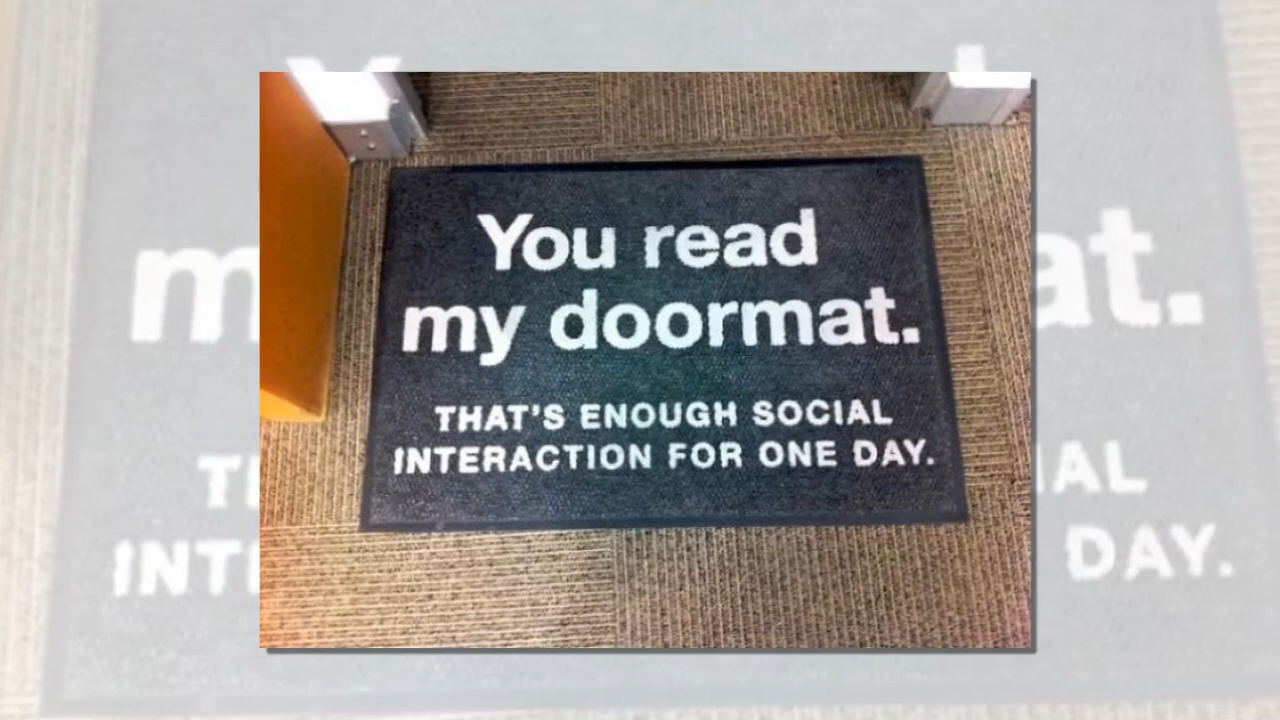 You read
my doormat.
THAT'S ENOUGH SOCIAL
INTERACTION FOR ONE DAY.